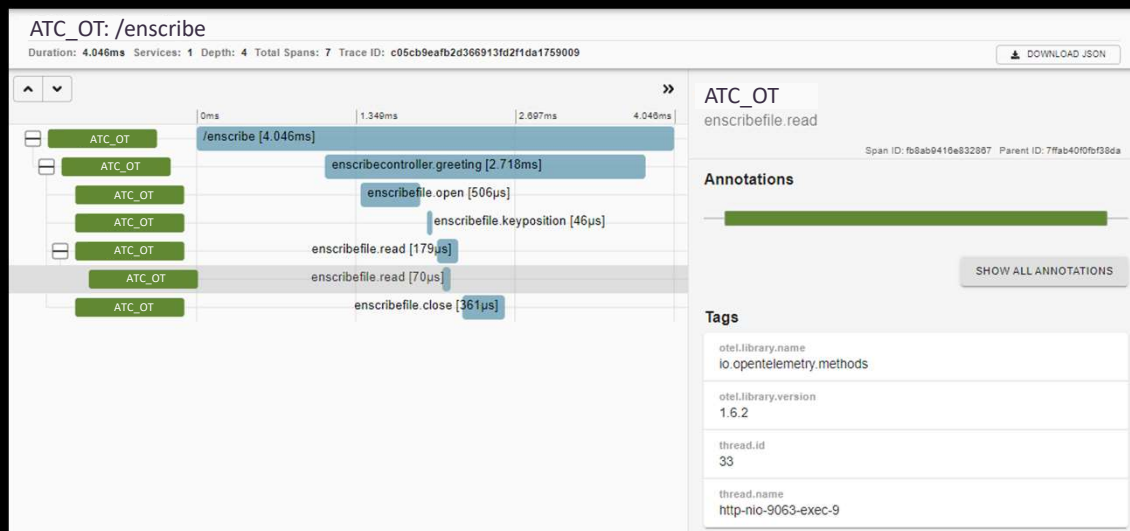 ATC_OT: /enscribe
Duration: 4.046ms Services: 1 Depth: 4 Total Spans: 7 Trace ID: c05cb9eafb2d366913fd2f1da1759009
DOWNLOAD JSON
0ms 1.349ms 2.697ms 4.046ms
ATC_OT /enscribe [4.046ms]
ATC_OT enscribecontroller.greeting [2.718ms]
ATC_OT enscribefile.open [506µs]
ATC_OT enscribefile.keyposition [46µs]
ATC_OT enscribefile.read [179µs]
ATC_OT enscribefile.read [70µs]
ATC_OT enscribefile.close [361µs]
ATC_OT
enscribefile.read
Span ID: fb8ab9416e832867 Parent ID: 7ffab40f0fbf38da
Annotations
SHOW ALL ANNOTATIONS
Tags
otel.library.name
io.opentelemetry.methods
otel.library.version
1.6.2
thread.id
33
thread.name
http-nio-9063-exec-9